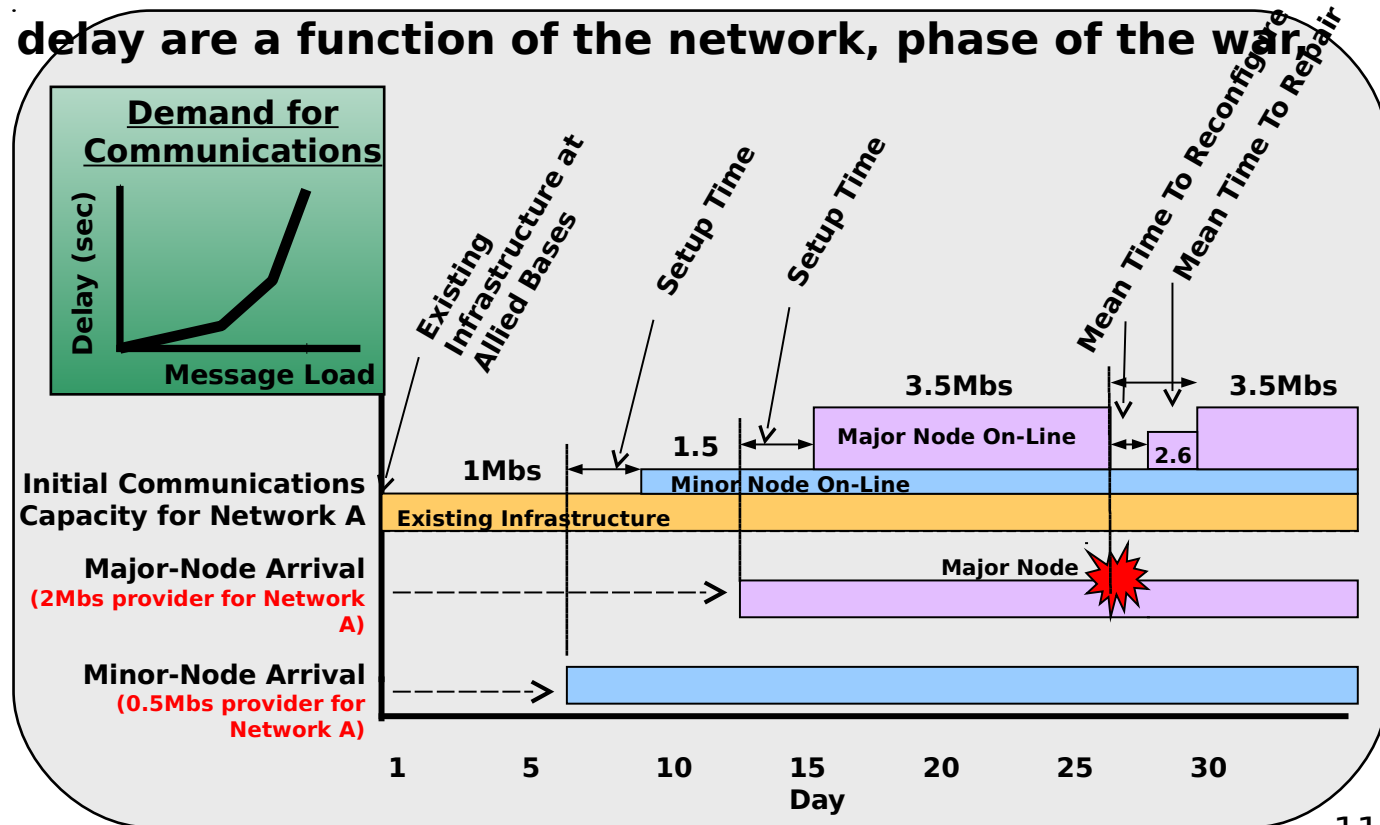 delay are a function of the network, phase of the war,
Demand for
Communications
Delay (sec)
Message Load
Existing
Infrastructure at
Allied Bases
Setup Time
Setup Time
Mean Time To Reconfigure
Mean Time To Repair
3.5Mbs
3.5Mbs
1.5
Major Node On-Line
2.6
1Mbs
Minor Node On-Line
Initial Communications
Capacity for Network A
Existing Infrastructure
Major-Node Arrival
(2Mbs provider for Network
A)
Major Node
Minor-Node Arrival
(0.5Mbs provider for
Network A)
1 5 10 15 20 25 30
Day